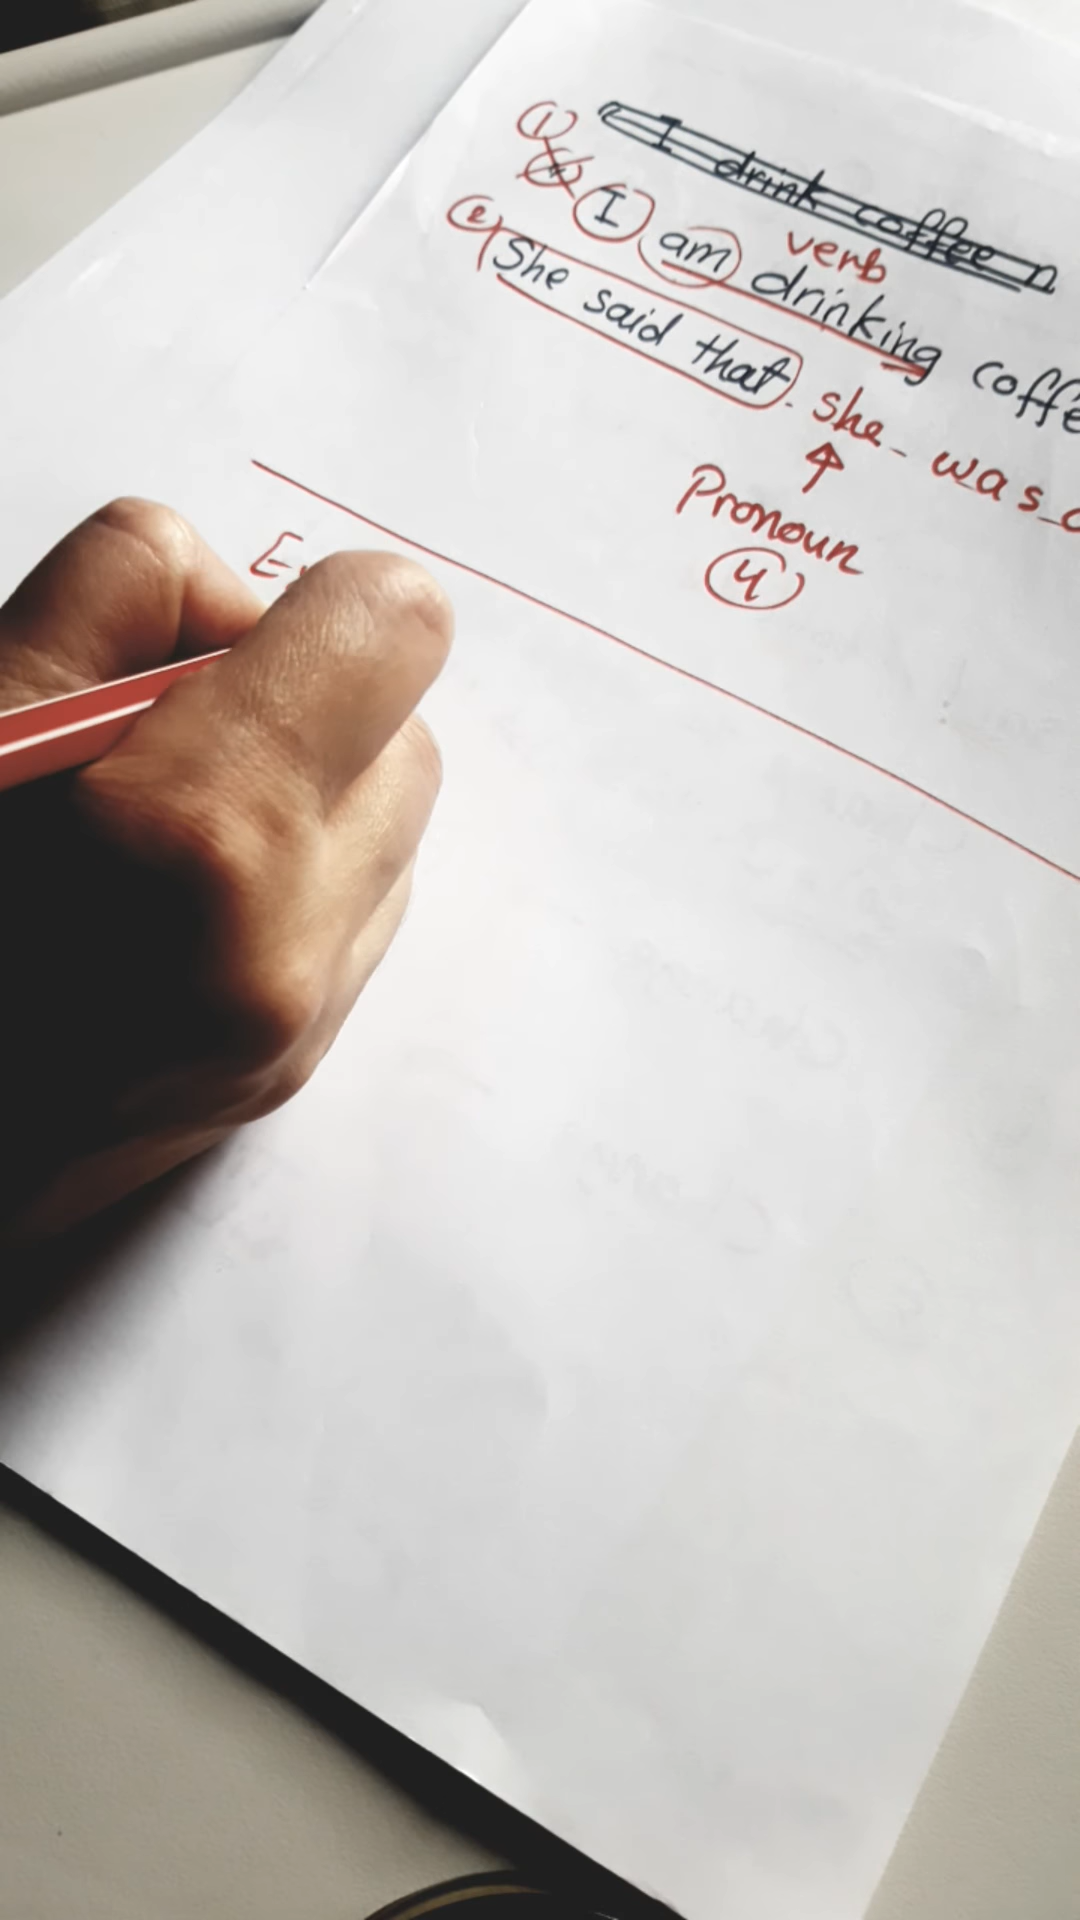 ① I drink coffee n
verb
I am drinking coffe
② She said that. she - was
Pronoun
④
E